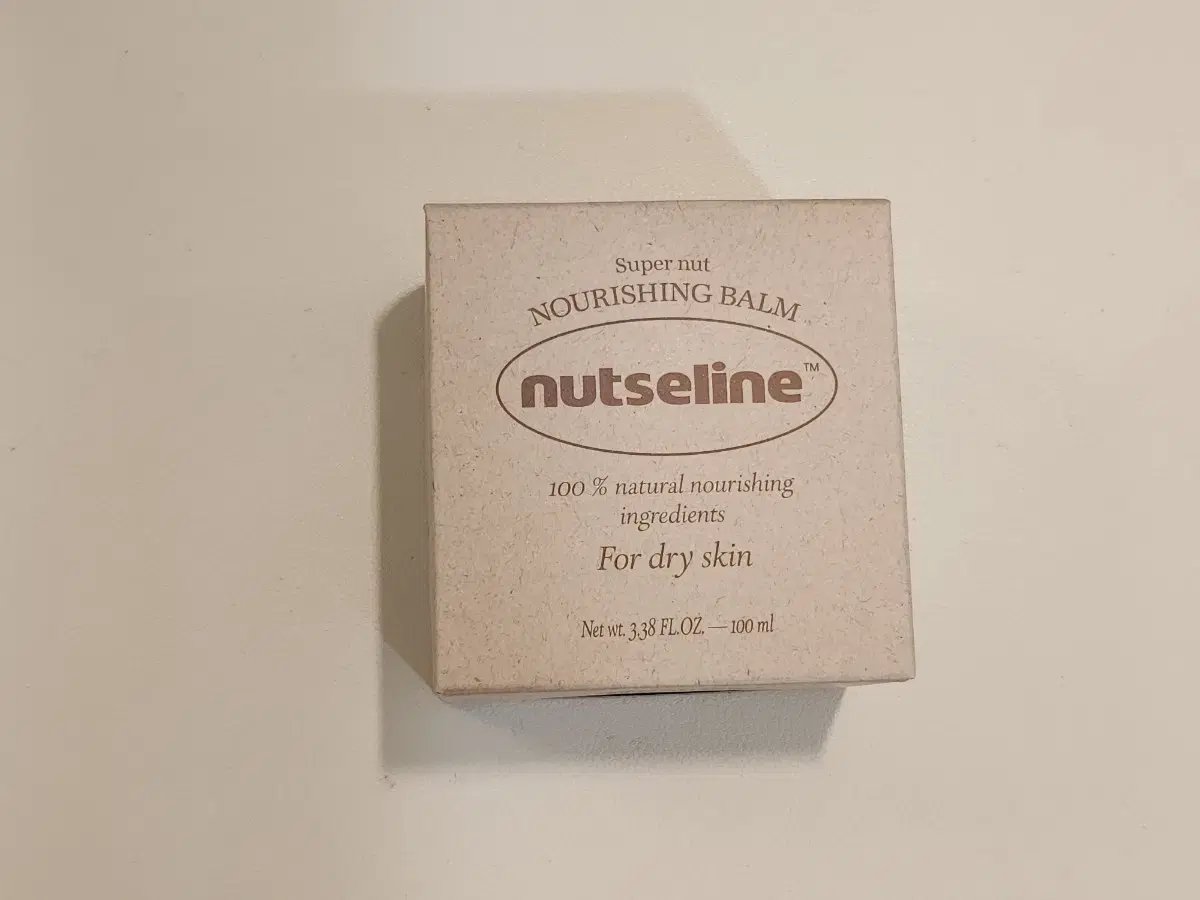 Super nut
NOURISHING BALM
nutseline™
100 % natural nourishing
ingredients
For dry skin
Net wt. 3.38 FL.OZ. — 100 ml